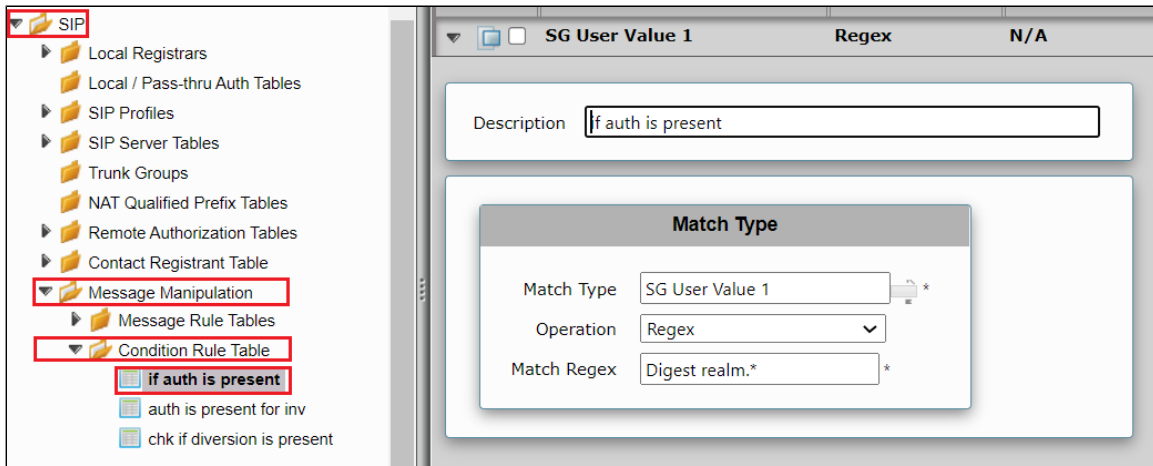 SIP
Local Registrars
Local / Pass-thru Auth Tables
SIP Profiles
SIP Server Tables
Trunk Groups
NAT Qualified Prefix Tables
Remote Authorization Tables
Contact Registrant Table
Message Manipulation
Message Rule Tables
Condition Rule Table
if auth is present
auth is present for inv
chk if diversion is present
SG User Value 1 Regex N/A
Description if auth is present
Match Type
Match Type SG User Value 1 *
Operation Regex
Match Regex Digest realm.* *